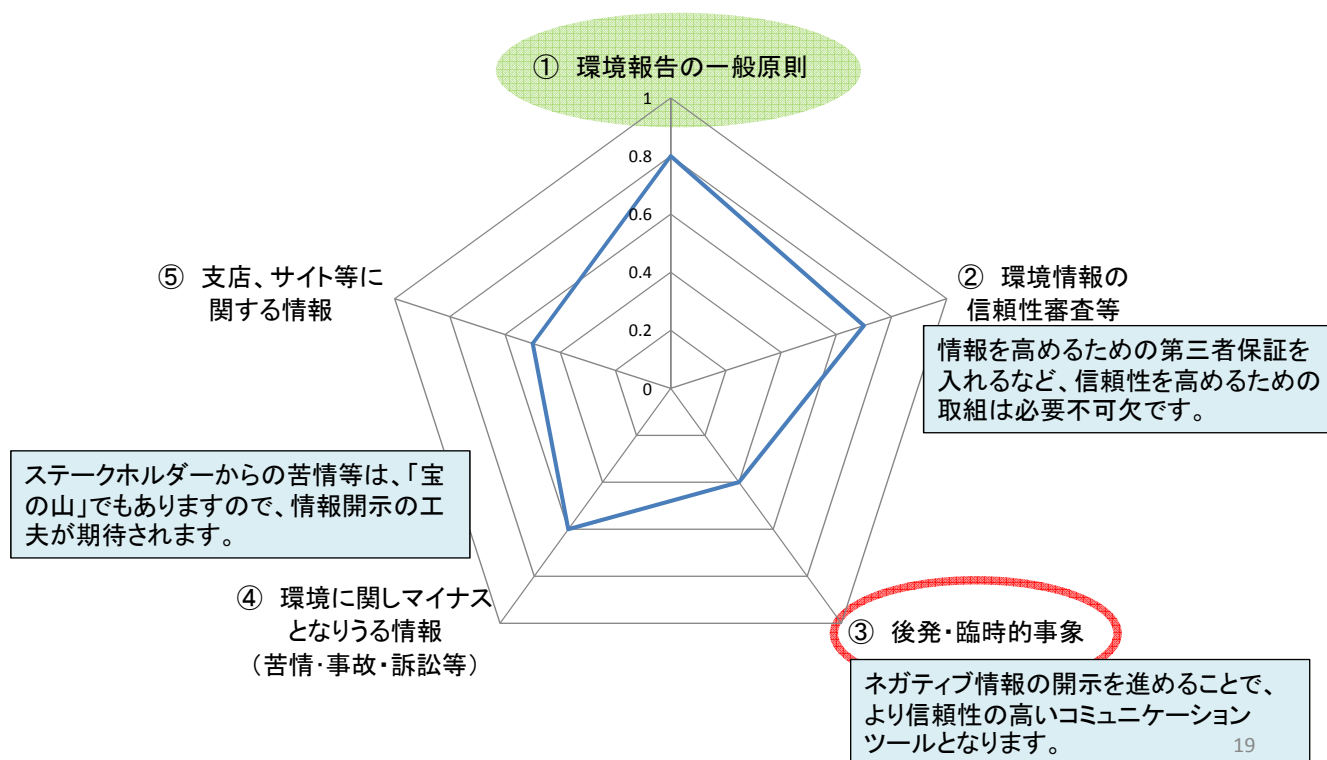 ① 環境報告の一般原則
1
0.8
0.6
0.4
0.2
0
② 環境情報の
信頼性審査等
情報を高めるための第三者保証を
入れるなど、信頼性を高めるための
取組は必要不可欠です。
⑤ 支店、サイト等に
関する情報
ステークホルダーからの苦情等は、「宝
の山」でもありますので、情報開示の工
夫が期待されます。
④ 環境に関しマイナス
となりうる情報
（苦情・事故・訴訟等）
③ 後発・臨時的事象
ネガティブ情報の開示を進めることで、
より信頼性の高いコミュニケーション
ツールとなります。
19